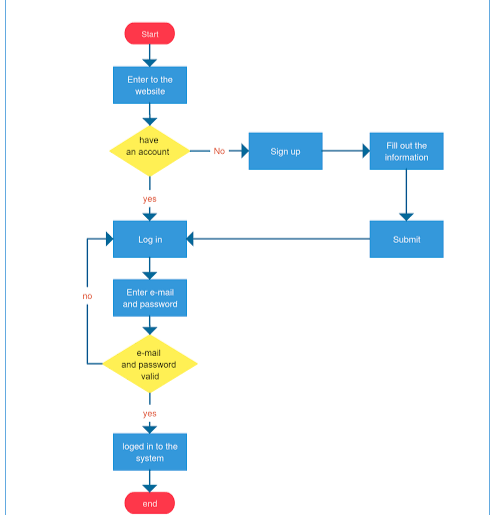 Start
Enter to the
website
have
an account
No
Sign up
Fill out the
information
yes
Log in
Submit
Enter e-mail
and password
no
e-mail
and password
valid
yes
loged in to the
system
end